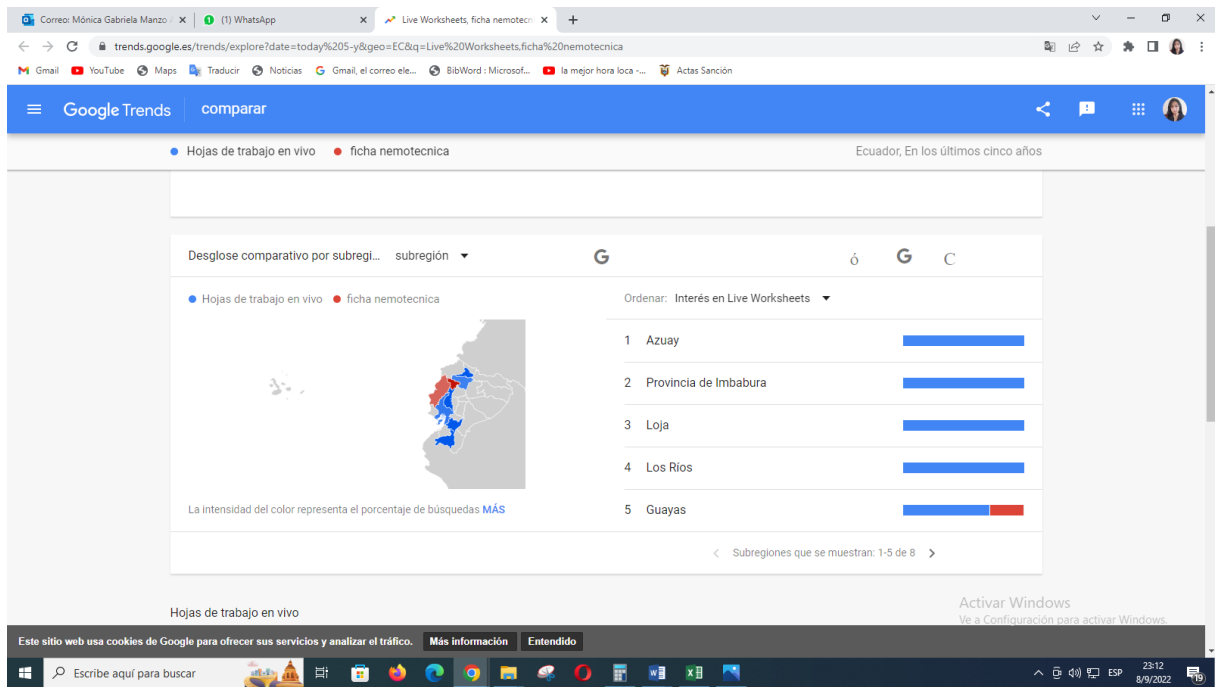 Correo: Mónica Gabriela Manzo
(1) WhatsApp
Live Worksheets, ficha nemotecn
trends.google.es/trends/explore?date=today%205-y&geo=EC&q=Live%20Worksheets,ficha%20nemotecnica
Gmail YouTube Maps Traducir Noticias Gmail, el correo ele... BibWord : Microsof... la mejor hora loca -... Actas Sanción
Google Trends comparar
Hojas de trabajo en vivo ficha nemotecnica Ecuador, En los últimos cinco años
Desglose comparativo por subregi... subregión G ó G C
Hojas de trabajo en vivo ficha nemotecnica
Ordenar: Interés en Live Worksheets
1 Azuay
2 Provincia de Imbabura
3 Loja
4 Los Ríos
5 Guayas
La intensidad del color representa el porcentaje de búsquedas MÁS
Subregiones que se muestran: 1-5 de 8
Hojas de trabajo en vivo
Activar Windows
Ve a Configuración para activar Windows.
Este sitio web usa cookies de Google para ofrecer sus servicios y analizar el tráfico. Más información Entendido
Escribe aquí para buscar
ESP
23:12
8/9/2022
19